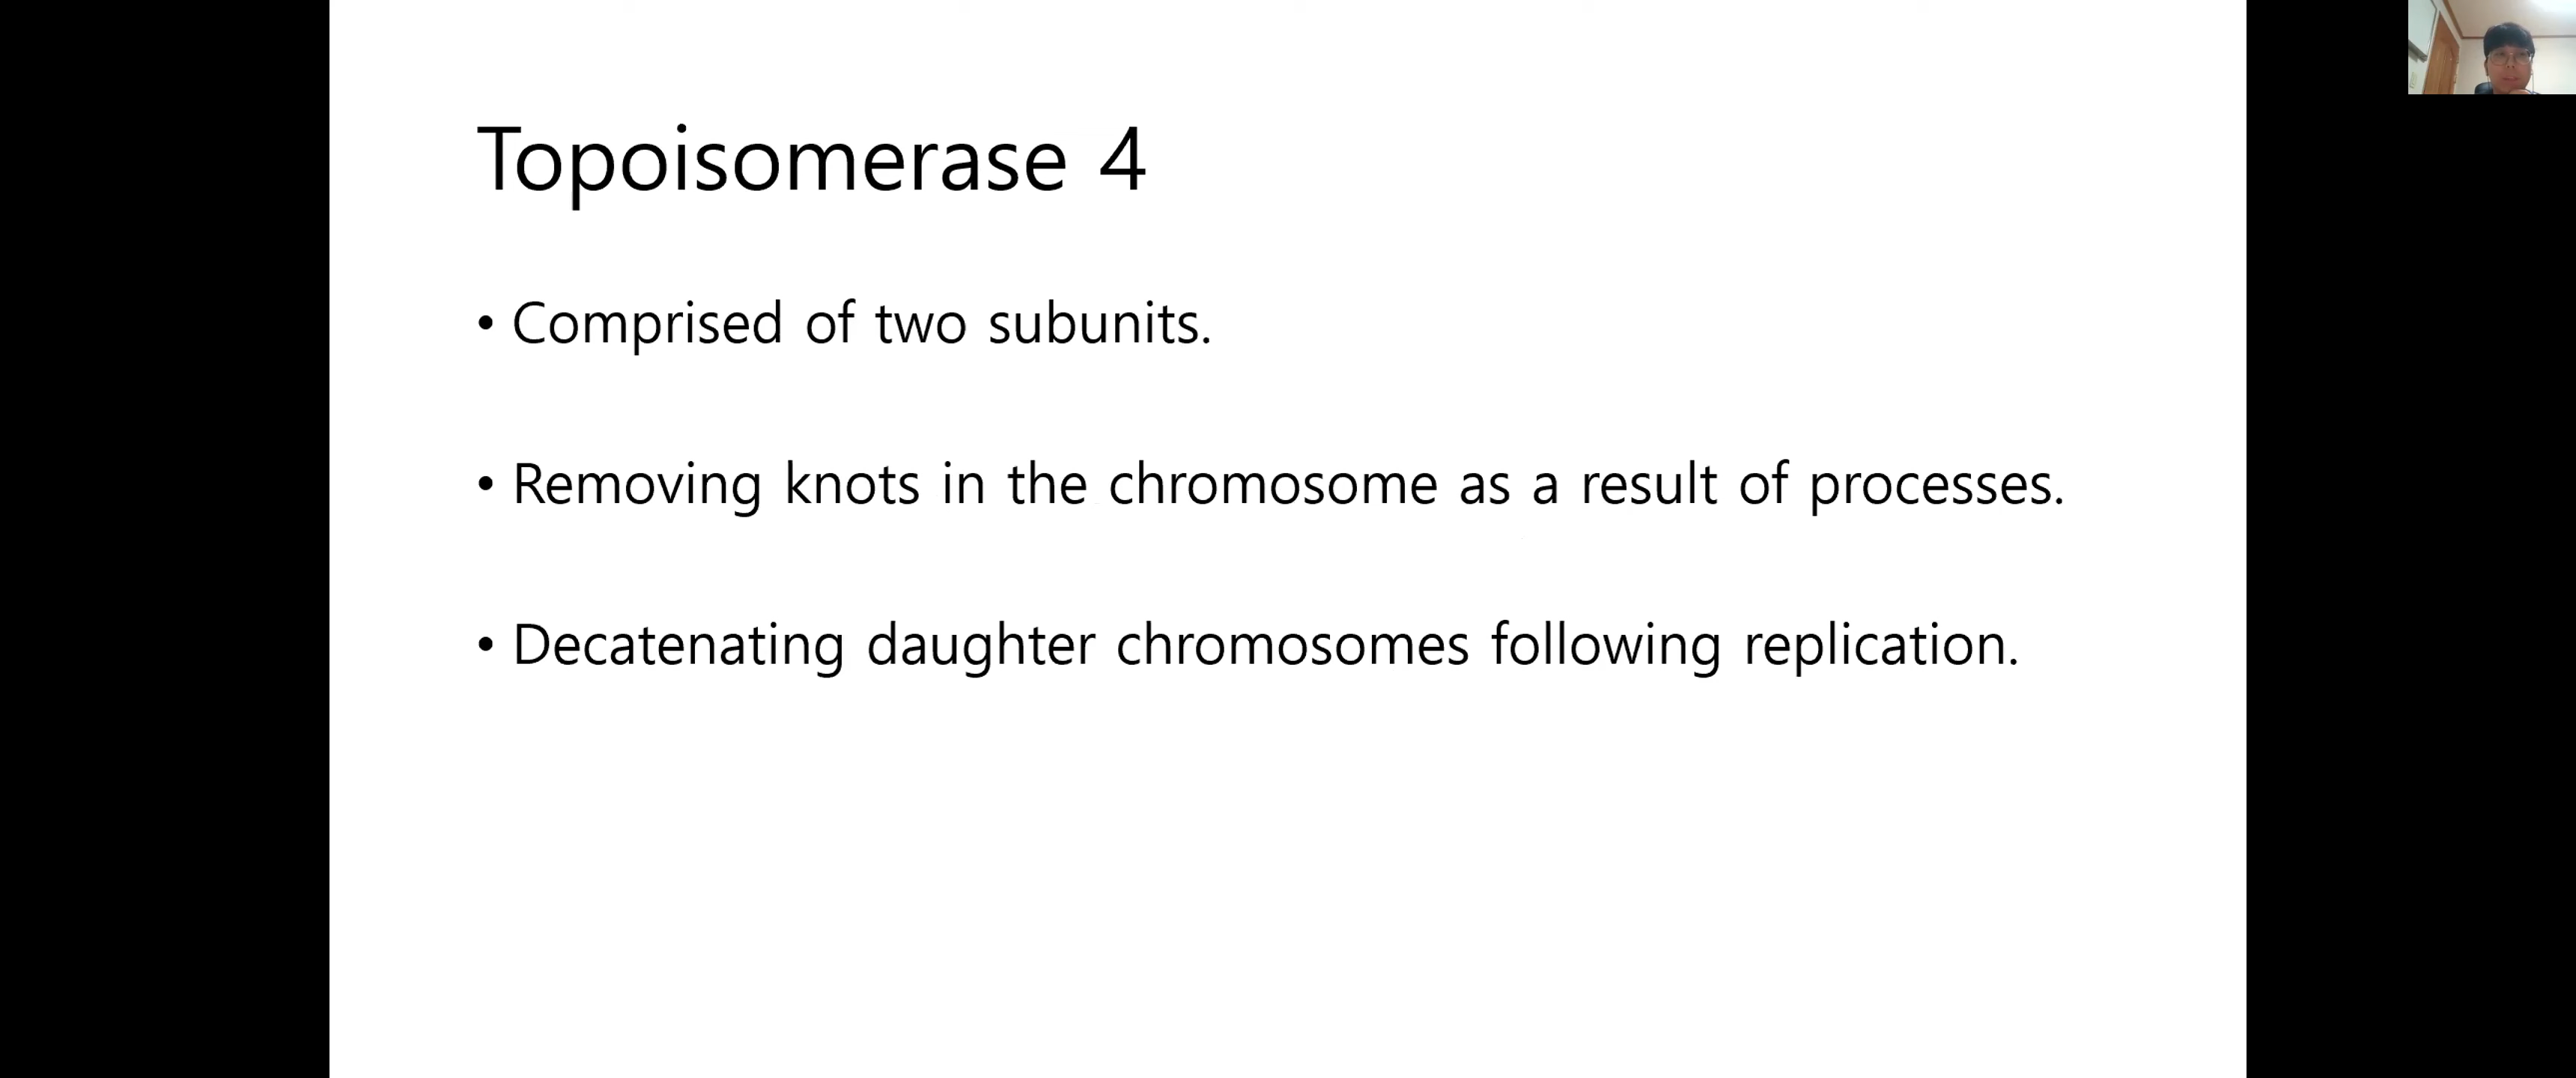 Topoisomerase 4
• Comprised of two subunits.
• Removing knots in the chromosome as a result of processes.
• Decatenating daughter chromosomes following replication.